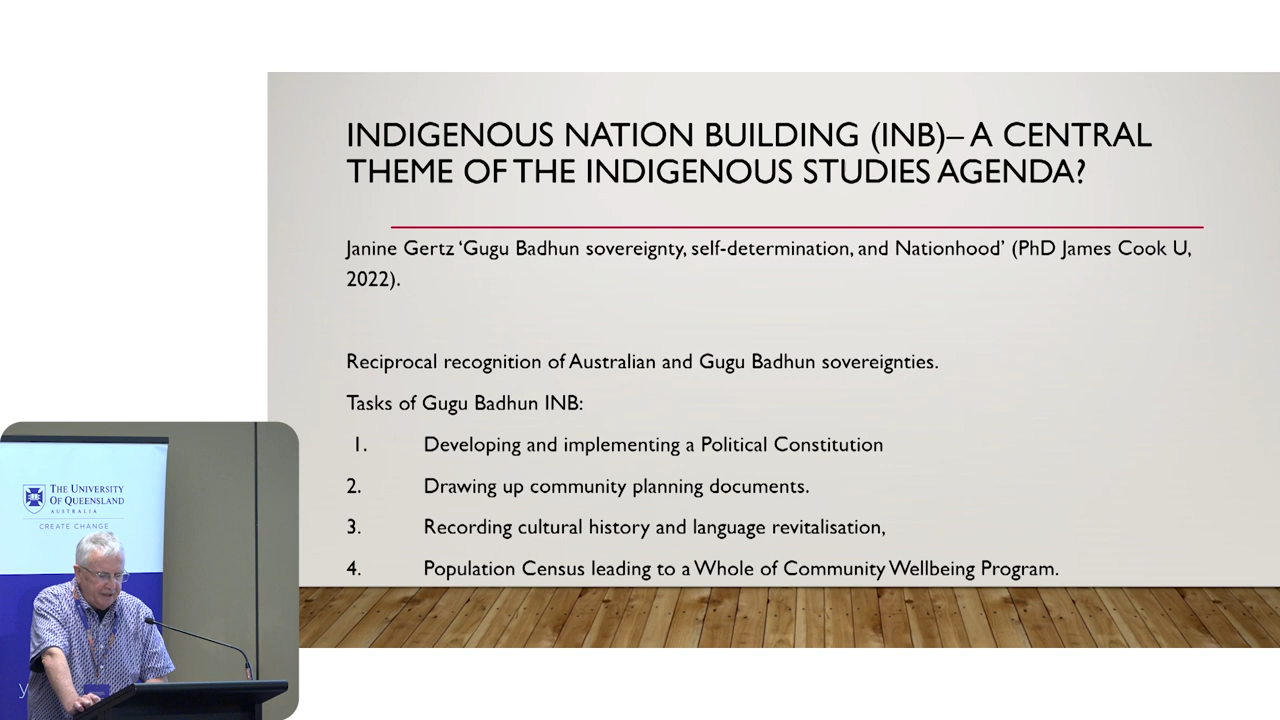 INDIGENOUS NATION BUILDING (INB)– A CENTRAL
THEME OF THE INDIGENOUS STUDIES AGENDA?
Janine Gertz ‘Gugu Badhun sovereignty, self-determination, and Nationhood’ (PhD James Cook U,
2022).
Reciprocal recognition of Australian and Gugu Badhun sovereignties.
Tasks of Gugu Badhun INB:
1. Developing and implementing a Political Constitution
2. Drawing up community planning documents.
3. Recording cultural history and language revitalisation,
4. Population Census leading to a Whole of Community Wellbeing Program.
THE UNIVERSITY
OF QUEENSLAND
AUSTRALIA
CREATE CHANGE